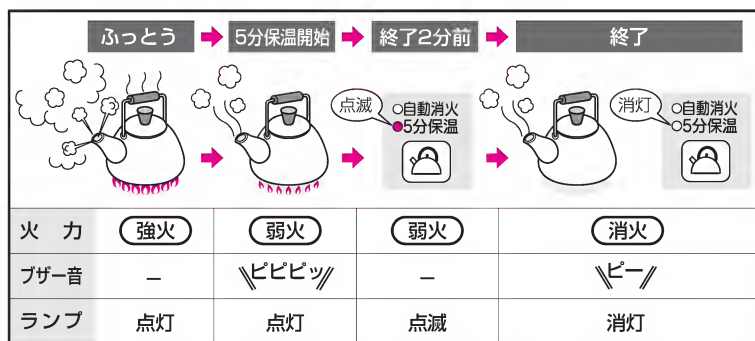 ふっとう 5分保温開始 終了2分前 終了
点滅
○自動消火
●5分保温
消灯
○自動消火
○5分保温
火力 強火 弱火 弱火 消火
ブザー音 − ピピピッ − ピー
ランプ 点灯 点灯 点滅 消灯